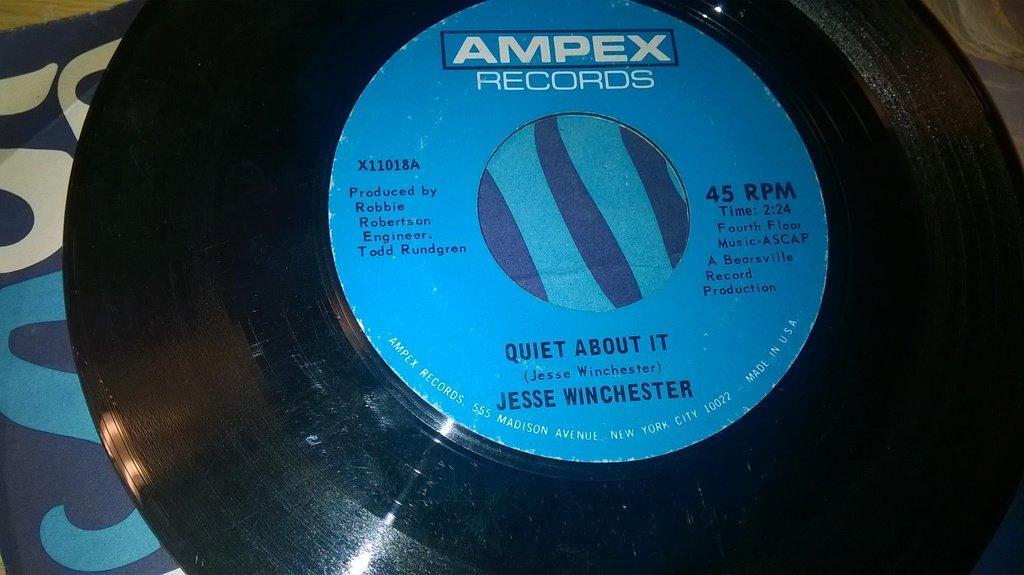 AMPEX
RECORDS
X11018A
Produced by
Robbie
Robertson
Engineer:
Todd Rundgren
45 RPM
Time: 2:24
Fourth Floor
Music-ASCAP
A Bearsville
Record
Production
QUIET ABOUT IT
(Jesse Winchester)
JESSE WINCHESTER
AMPEX RECORDS, 555 MADISON AVENUE, NEW YORK CITY 10022 — MADE IN U.S.A.